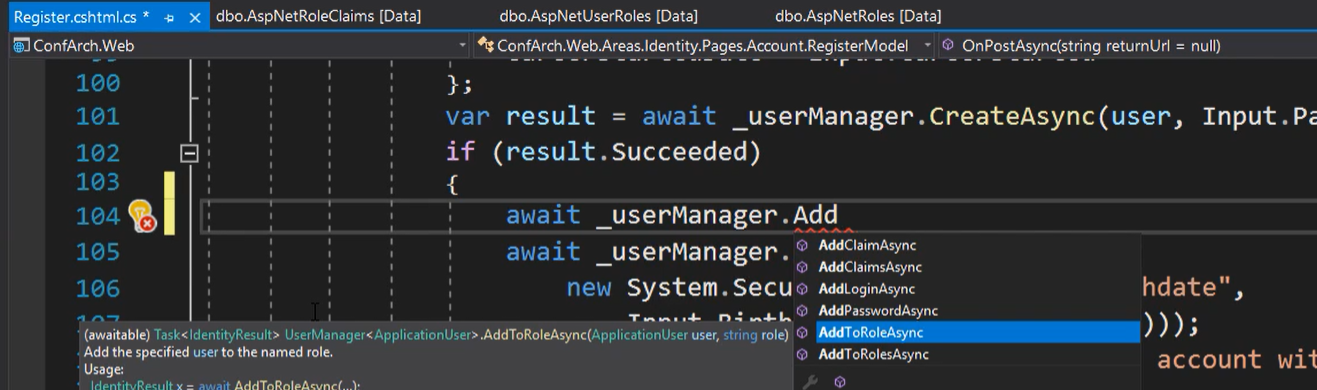 Register.cshtml.cs * dbo.AspNetRoleClaims [Data] dbo.AspNetUserRoles [Data] dbo.AspNetRoles [Data]
ConfArch.Web ConfArch.Web.Areas.Identity.Pages.Account.RegisterModel OnPostAsync(string returnUrl = null)
100 };
101 var result = await _userManager.CreateAsync(user, Input.Pa
102 if (result.Succeeded)
103 {
104 await _userManager.Add
105 await _userManager.
106 new System.Secu hdate",
)));
account wit
AddClaimAsync
AddClaimsAsync
AddLoginAsync
AddPasswordAsync
AddToRoleAsync
AddToRolesAsync
(awaitable) Task<IdentityResult> UserManager<ApplicationUser>.AddToRoleAsync(ApplicationUser user, string role)
Add the specified user to the named role.
Usage:
IdentityResult x = await AddToRoleAsync(...);